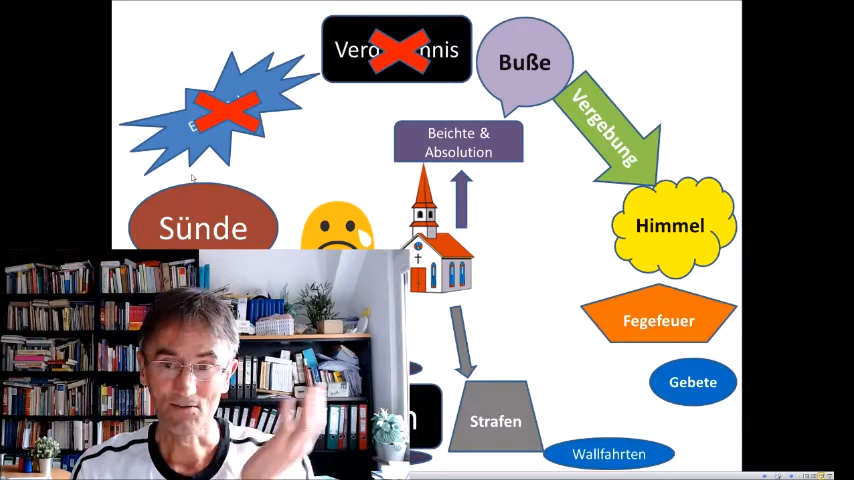 Buße
Vergebung
Beichte &
Absolution
Himmel
Sünde
Fegefeuer
Gebete
Strafen
Wallfahrten